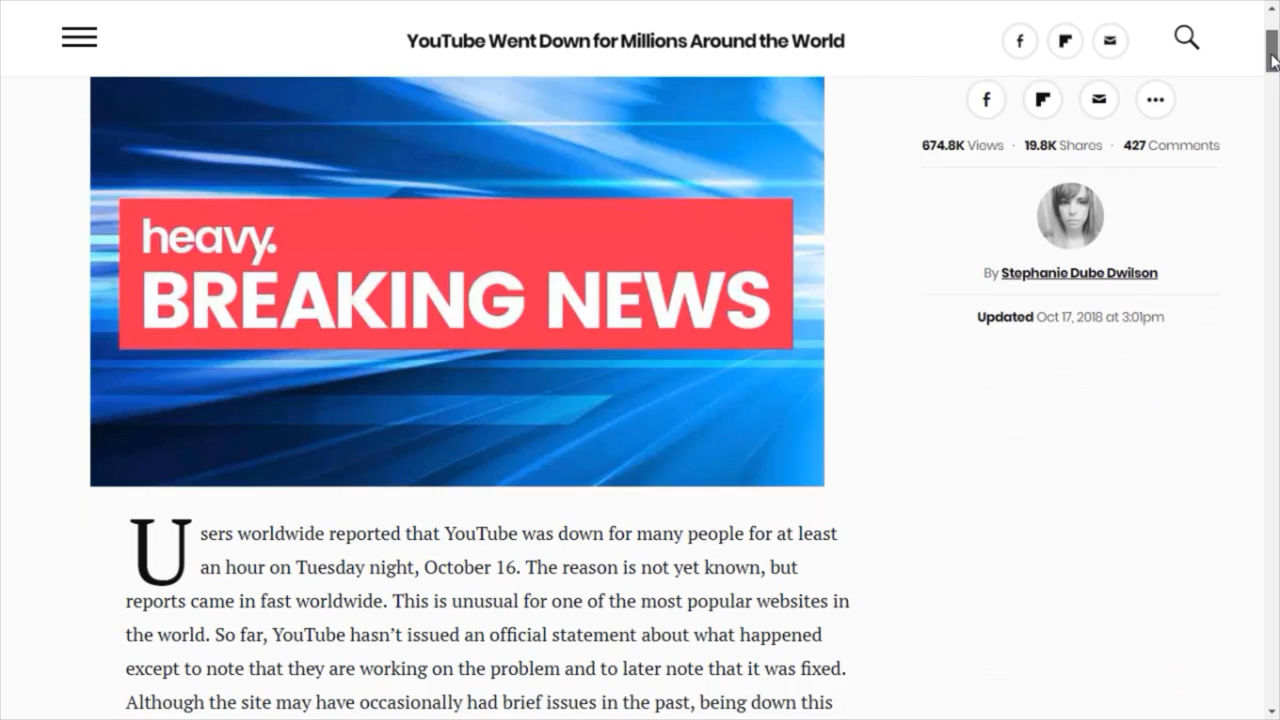 YouTube Went Down for Millions Around the World
heavy.
BREAKING NEWS
674.8K Views · 19.8K Shares · 427 Comments
By Stephanie Dube Dwilson
Updated Oct 17, 2018 at 3:01pm
Users worldwide reported that YouTube was down for many people for at least
an hour on Tuesday night, October 16. The reason is not yet known, but
reports came in fast worldwide. This is unusual for one of the most popular websites in
the world. So far, YouTube hasn’t issued an official statement about what happened
except to note that they are working on the problem and to later note that it was fixed.
Although the site may have occasionally had brief issues in the past, being down this